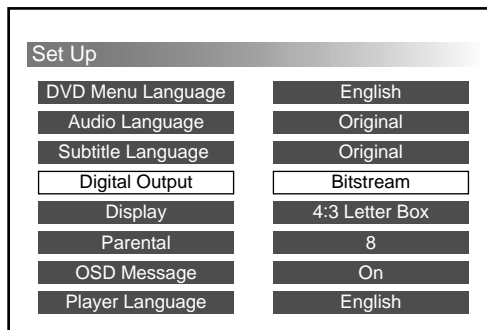 Set Up
DVD Menu Language English
Audio Language Original
Subtitle Language Original
Digital Output Bitstream
Display 4:3 Letter Box
Parental 8
OSD Message On
Player Language English